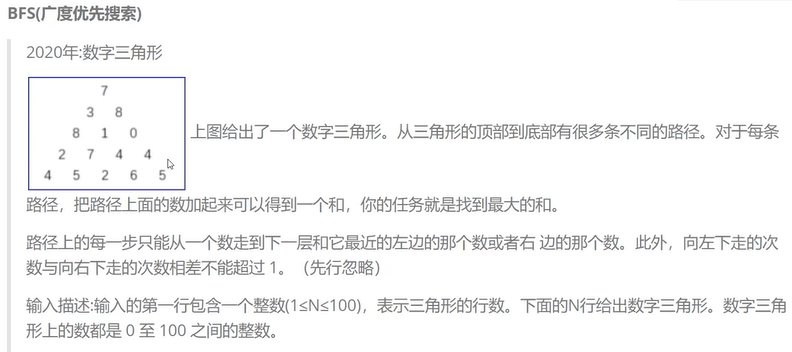 BFS(广度优先搜索)
2020年:数字三角形
7
3 8
8 1 0
2 7 4 4
4 5 2 6 5
上图给出了一个数字三角形。从三角形的顶部到底部有很多条不同的路径。对于每条
路径，把路径上面的数加起来可以得到一个和，你的任务就是找到最大的和。
路径上的每一步只能从一个数走到下一层和它最近的左边的那个数或者右 边的那个数。此外，向左下走的次
数与向右下走的次数相差不能超过 1。（先行忽略）
输入描述:输入的第一行包含一个整数(1≤N≤100)，表示三角形的行数。下面的N行给出数字三角形。数字三角
形上的数都是 0 至 100 之间的整数。